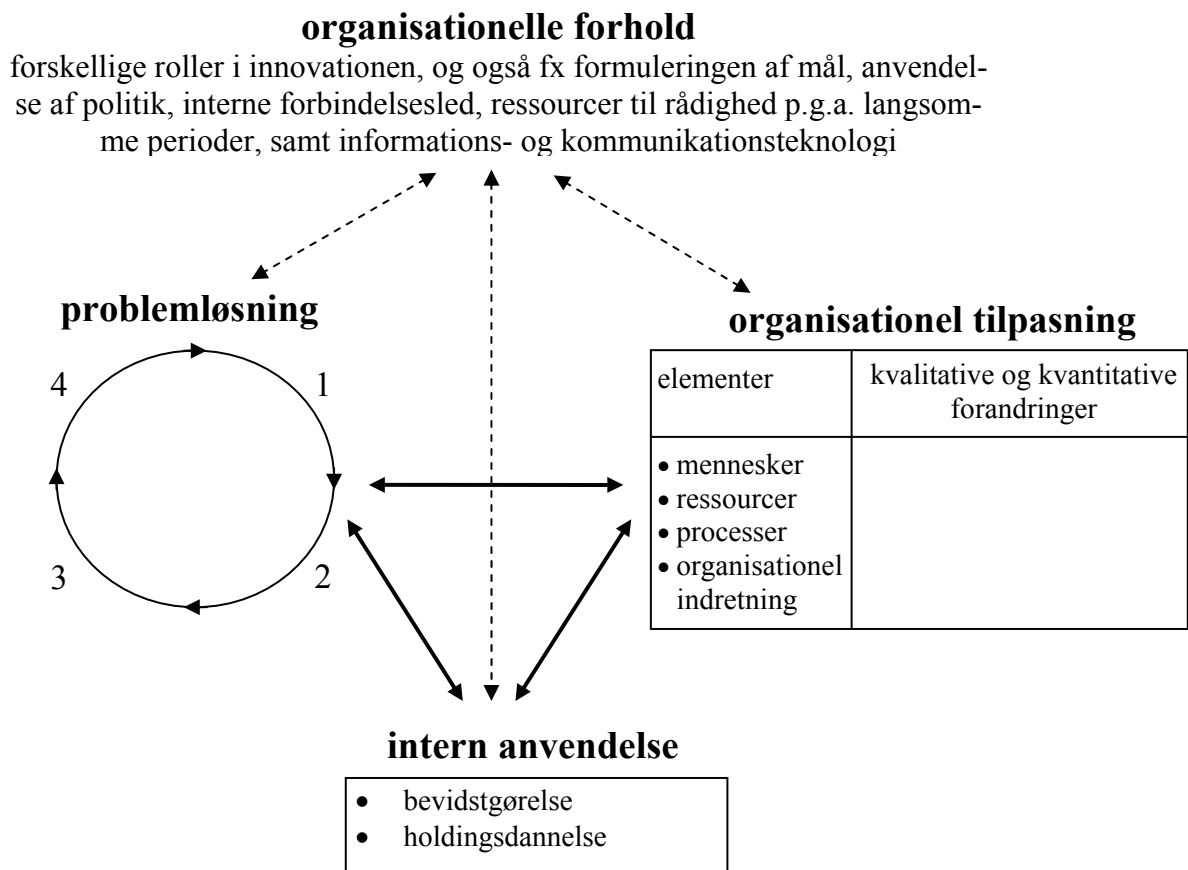 organisationelle forhold
forskellige roller i innovationen, og også fx formuleringen af mål, anvendel-
se af politik, interne forbindelsesled, ressourcer til rådighed p.g.a. langsom-
me perioder, samt informations- og kommunikationsteknologi
problemløsning
4
1
3
2
organisationel tilpasning
elementer
kvalitative og kvantitative
forandringer
• mennesker
• ressourcer
• processer
• organisationel
indretning
intern anvendelse
• bevidstgørelse
• holdingsdannelse